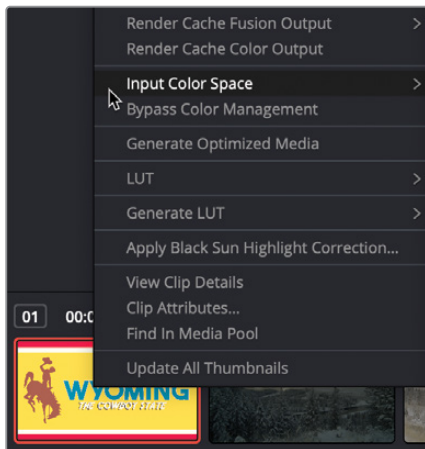 Render Cache Fusion Output
Render Cache Color Output
Input Color Space
Bypass Color Management
Generate Optimized Media
LUT
Generate LUT
Apply Black Sun Highlight Correction...
View Clip Details
Clip Attributes...
Find In Media Pool
Update All Thumbnails
01 00:0
WYOMING
THE COWBOY STATE